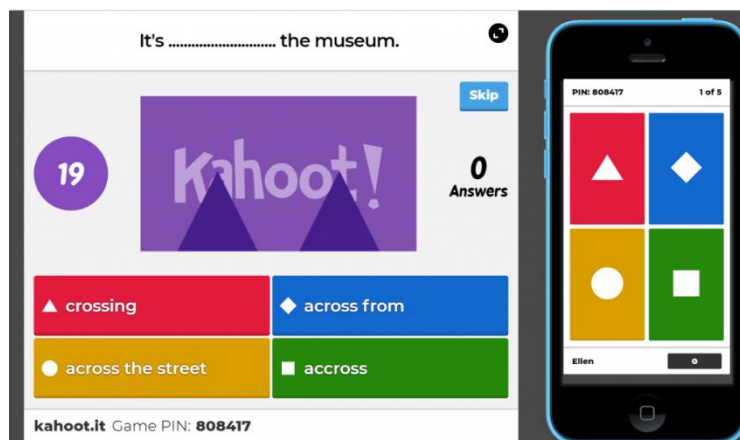 It's ............................ the museum.
Skip
19
Kahoot!
0
Answers
crossing
across from
across the street
accross
kahoot.it Game PIN: 808417
PIN: 808417 1 of 5
Ellen 0